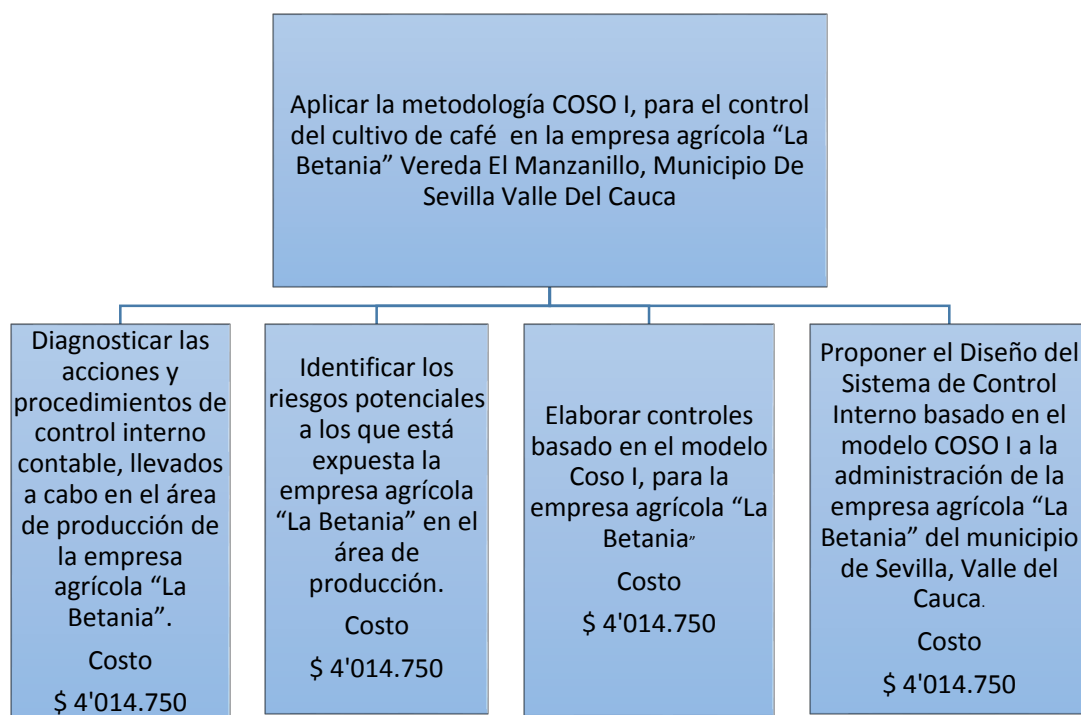 Aplicar la metodología COSO I, para el control
del cultivo de café en la empresa agrícola “La
Betania” Vereda El Manzanillo, Municipio De
Sevilla Valle Del Cauca
Diagnosticar las
acciones y
procedimientos de
control interno
contable, llevados
a cabo en el área
de producción de
la empresa
agrícola “La
Betania”.
Costo
$ 4'014.750
Identificar los
riesgos potenciales
a los que está
expuesta la
empresa agrícola
“La Betania” en el
área de
producción.
Costo
$ 4'014.750
Elaborar controles
basado en el modelo
Coso I, para la
empresa agrícola “La
Betania”
Costo
$ 4'014.750
Proponer el Diseño del
Sistema de Control
Interno basado en el
modelo COSO I a la
administración de la
empresa agrícola “La
Betania” del municipio
de Sevilla, Valle del
Cauca.
Costo
$ 4'014.750